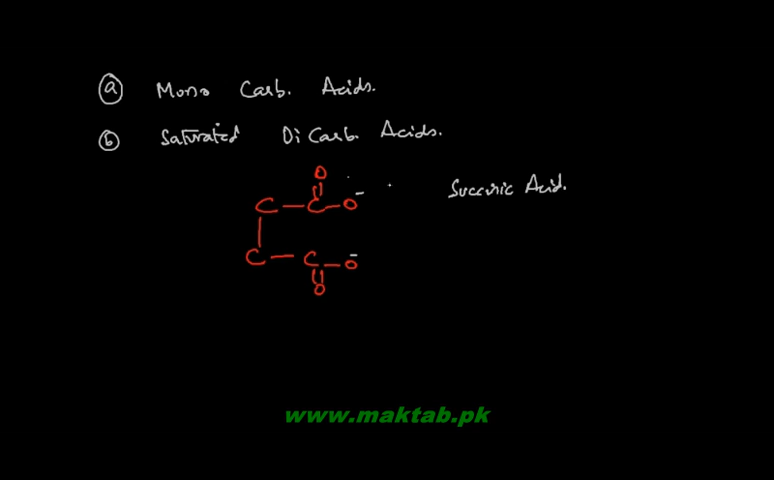 a Mono Carb. Acids.
b Saturated Di Carb. Acids.
O
C - C - O -
Succinic Acid.
C - C - O -
O
www.maktab.pk